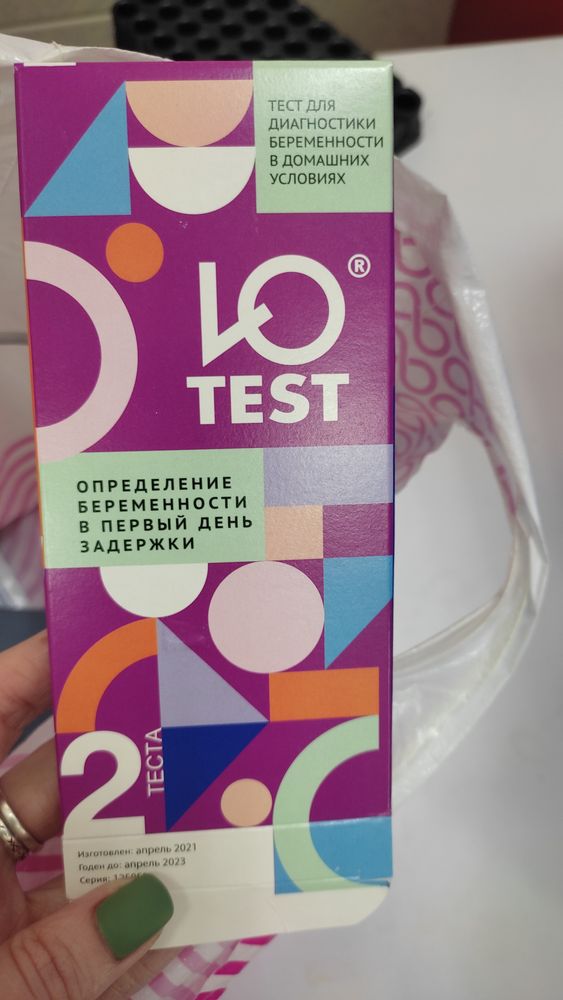 ТЕСТ ДЛЯ
ДИАГНОСТИКИ
БЕРЕМЕННОСТИ
В ДОМАШНИХ
УСЛОВИЯХ
Ю®
TEST
ОПРЕДЕЛЕНИЕ
БЕРЕМЕННОСТИ
В ПЕРВЫЙ ДЕНЬ
ЗАДЕРЖКИ
2 ТЕСТА
Изготовлен: апрель 2021
Годен до: апрель 2023
Серия: